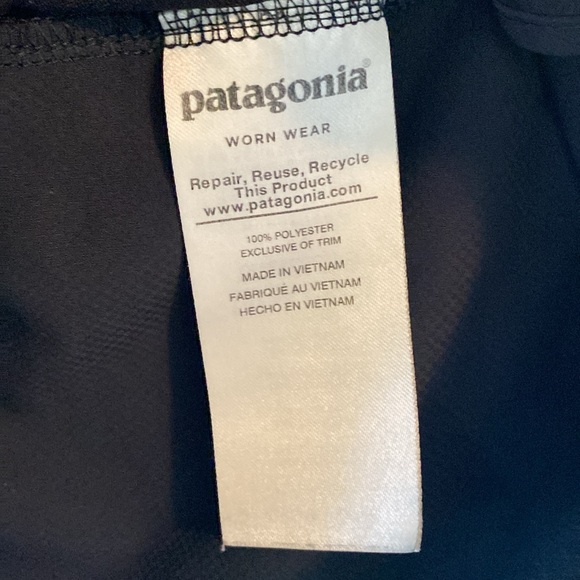 patagonia®
WORN WEAR
Repair, Reuse, Recycle
This Product
www.patagonia.com
100% POLYESTER
EXCLUSIVE OF TRIM
MADE IN VIETNAM
FABRIQUÉ AU VIETNAM
HECHO EN VIETNAM